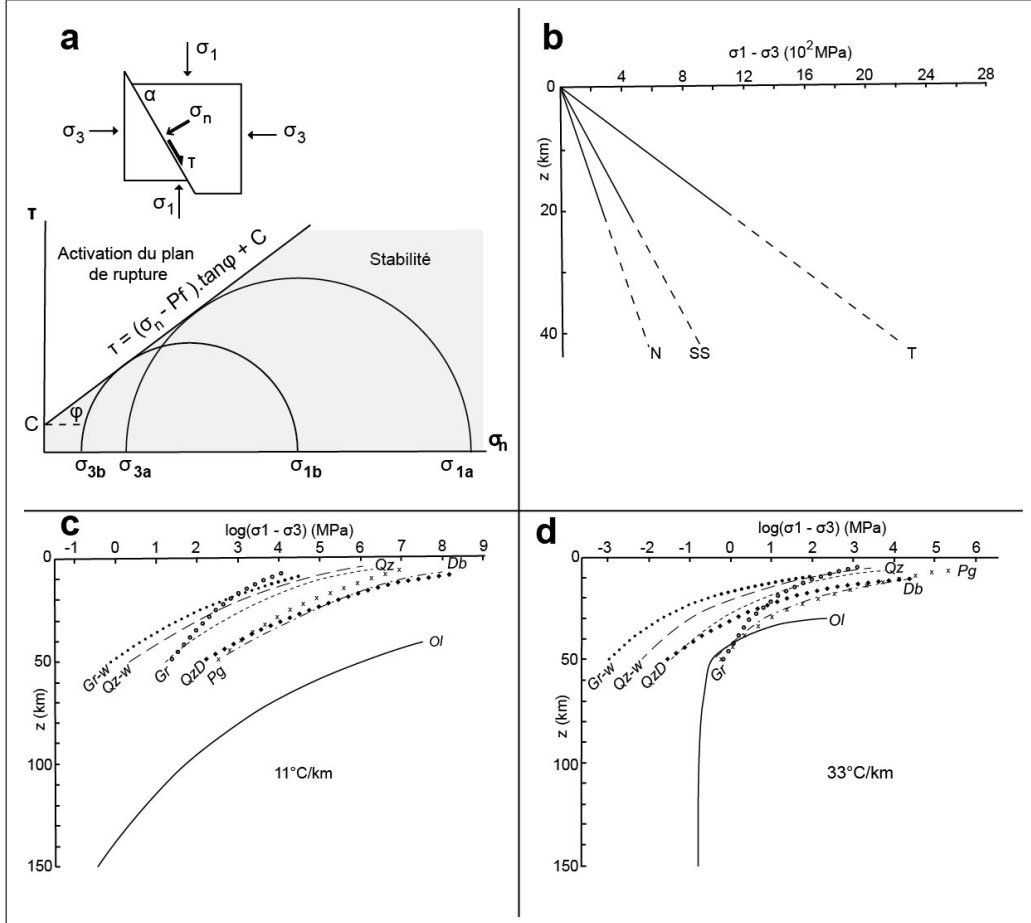 a
σ1
α
σn
σ3
σ3
τ
σ1
τ
Activation du plan
de rupture
τ = (σn - Pf ).tanφ + C
Stabilité
C
φ
σn
σ3b
σ3a
σ1b
σ1a
b
σ1 - σ3 (10² MPa)
4
12
20
28
8
16
22
0
z (km)
20
40
N
SS
T
c
log(σ1 - σ3) (MPa)
-1
0
1
2
3
4
5
6
7
8
9
0
50
100
150
z (km)
Qz
Db
Ol
Gr-w
Qz-w
Gr
QzD
Pg
11°C/km
d
log(σ1 - σ3) (MPa)
-3
-2
-1
0
1
2
3
4
5
6
0
50
100
150
z (km)
Qz
Pg
Db
Ol
Gr-w
Qz-w
QzD
Gr
33°C/km